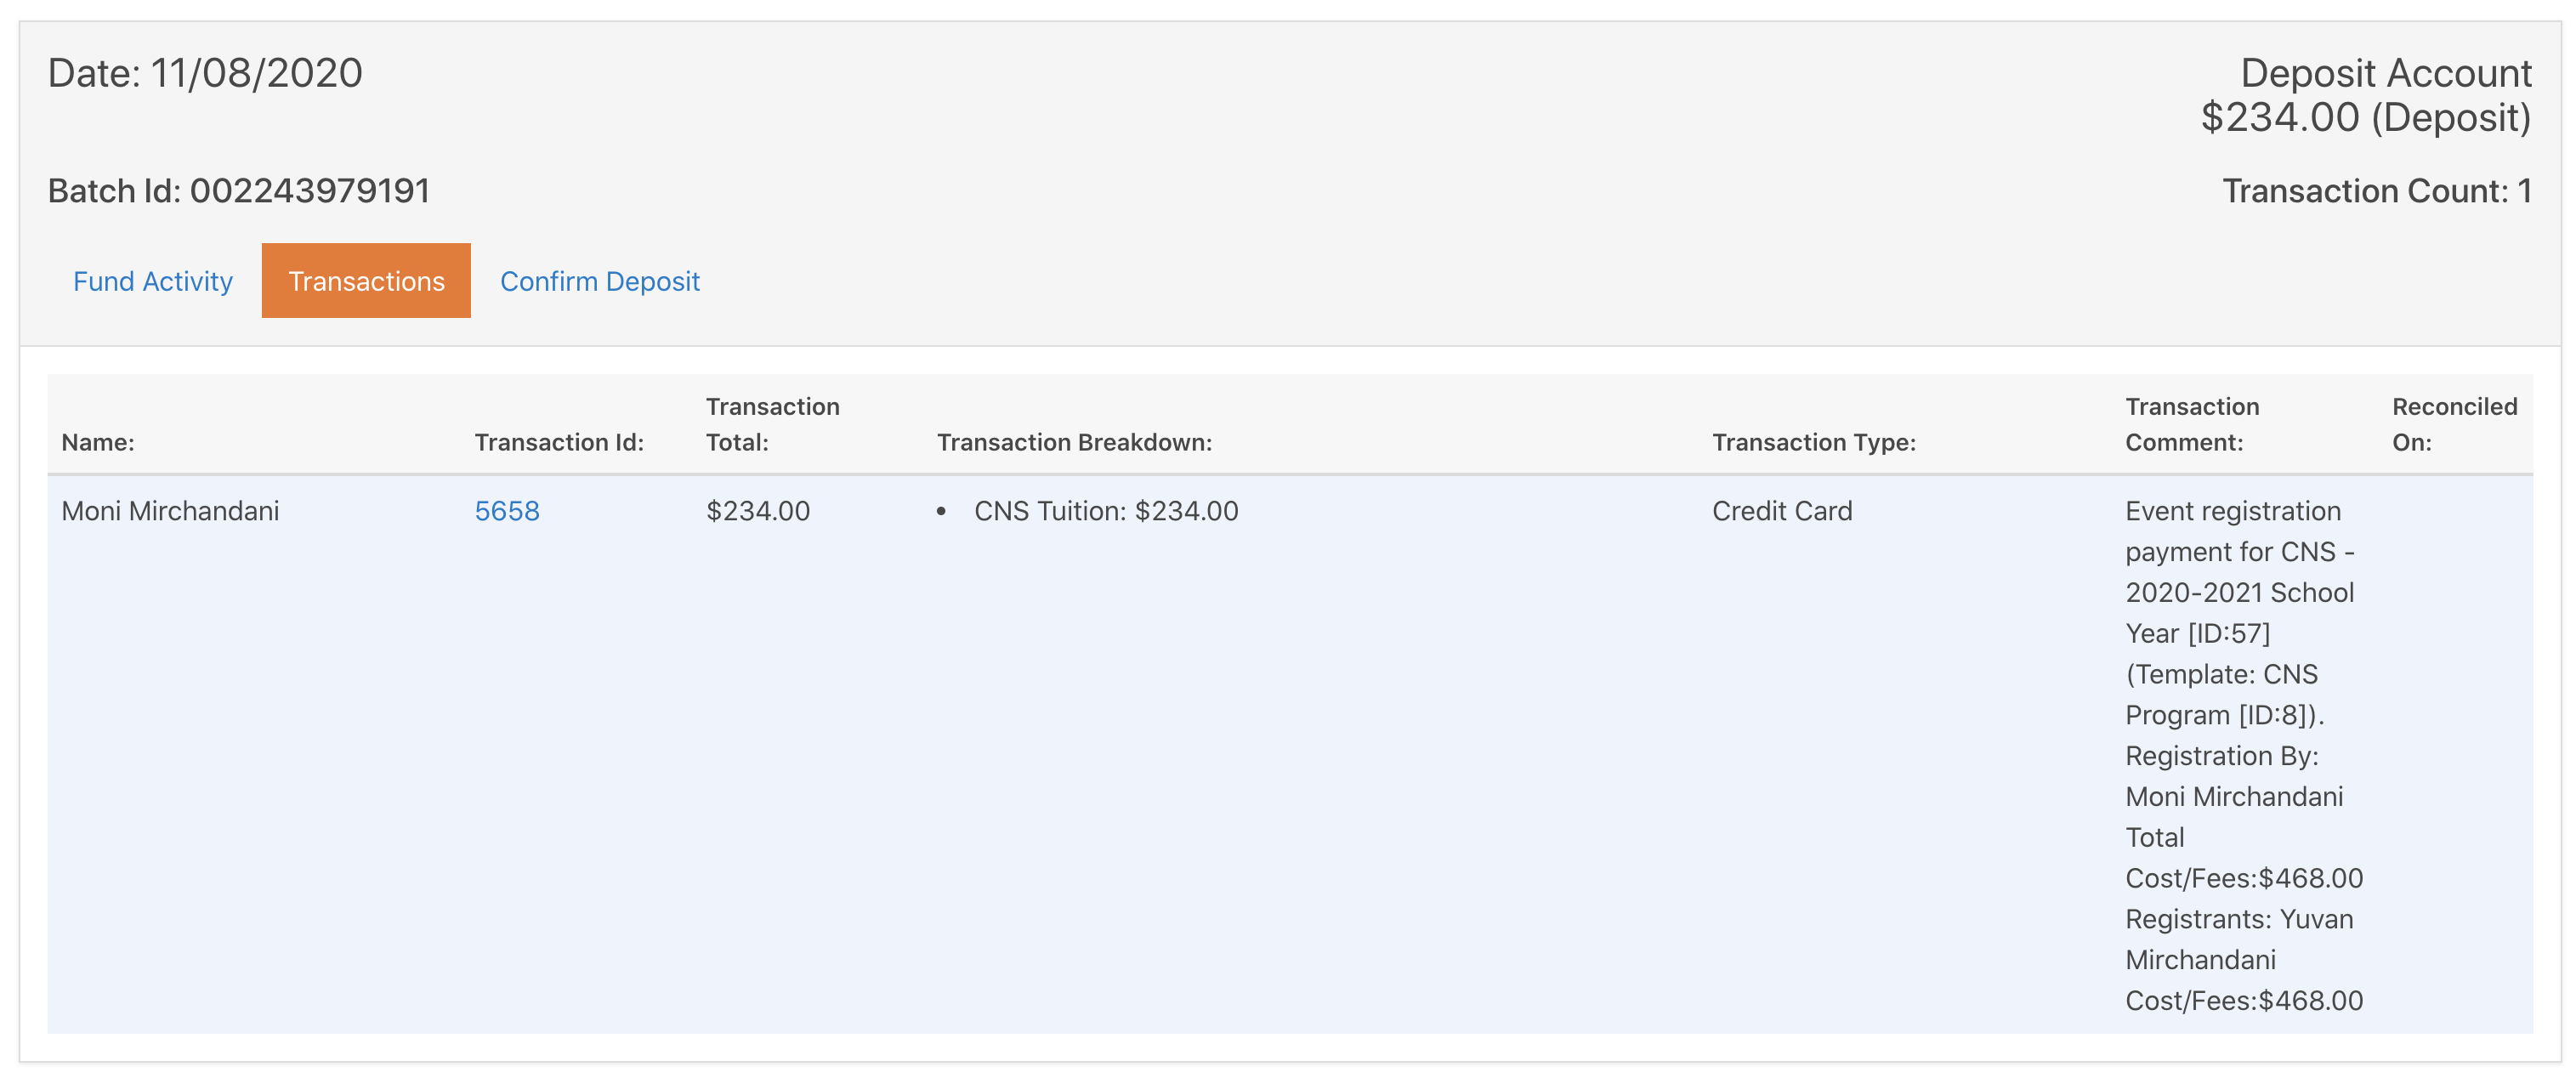 Date: 11/08/2020
Deposit Account
$234.00 (Deposit)
Batch Id: 002243979191
Transaction Count: 1
Fund Activity
Transactions
Confirm Deposit
Name:
Transaction Id:
Transaction
Total:
Transaction Breakdown:
Transaction Type:
Transaction
Comment:
Reconciled
On:
Moni Mirchandani
5658
$234.00
• CNS Tuition: $234.00
Credit Card
Event registration
payment for CNS -
2020-2021 School
Year [ID:57]
(Template: CNS
Program [ID:8]).
Registration By:
Moni Mirchandani
Total
Cost/Fees:$468.00
Registrants: Yuvan
Mirchandani
Cost/Fees:$468.00